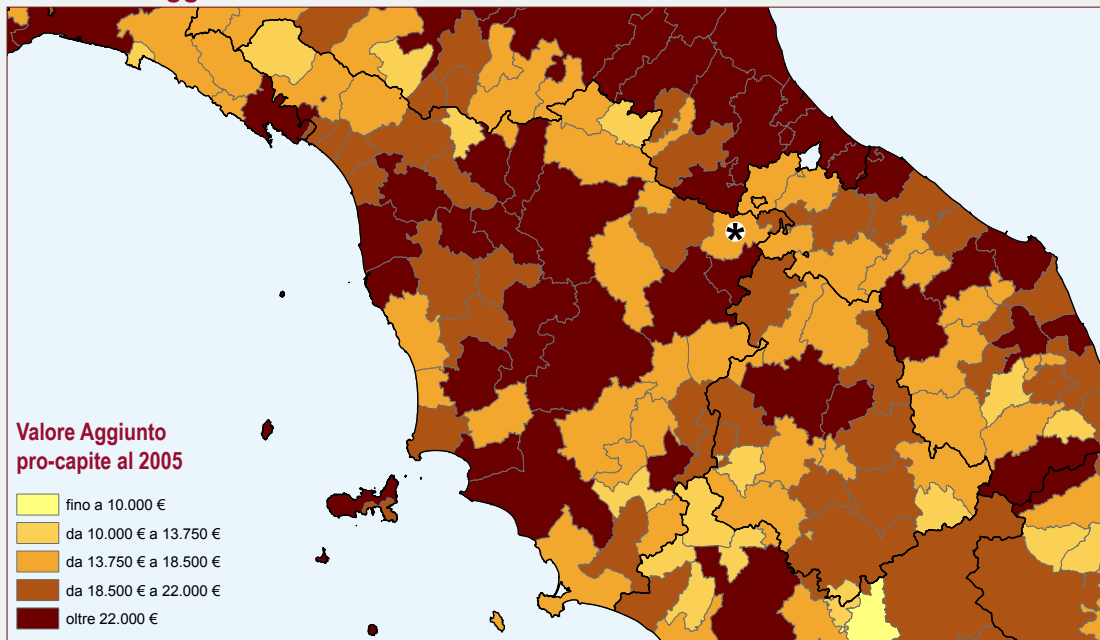 Valore Aggiunto
pro-capite al 2005
fino a 10.000 €
da 10.000 € a 13.750 €
da 13.750 € a 18.500 €
da 18.500 € a 22.000 €
oltre 22.000 €
*